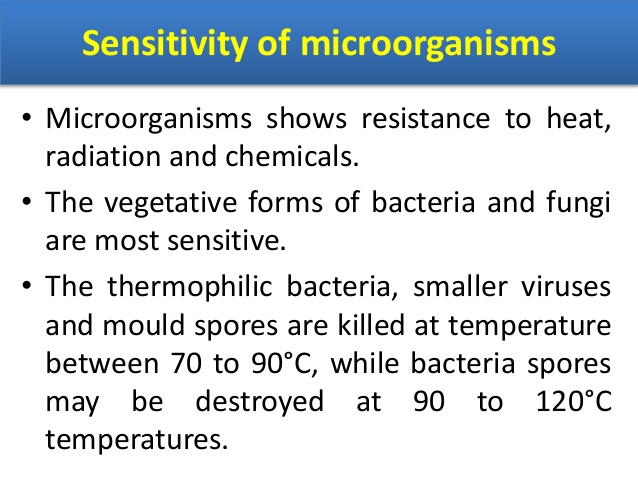 Sensitivity of microorganisms
• Microorganisms shows resistance to heat,
radiation and chemicals.
• The vegetative forms of bacteria and fungi
are most sensitive.
• The thermophilic bacteria, smaller viruses
and mould spores are killed at temperature
between 70 to 90°C, while bacteria spores
may be destroyed at 90 to 120°C
temperatures.